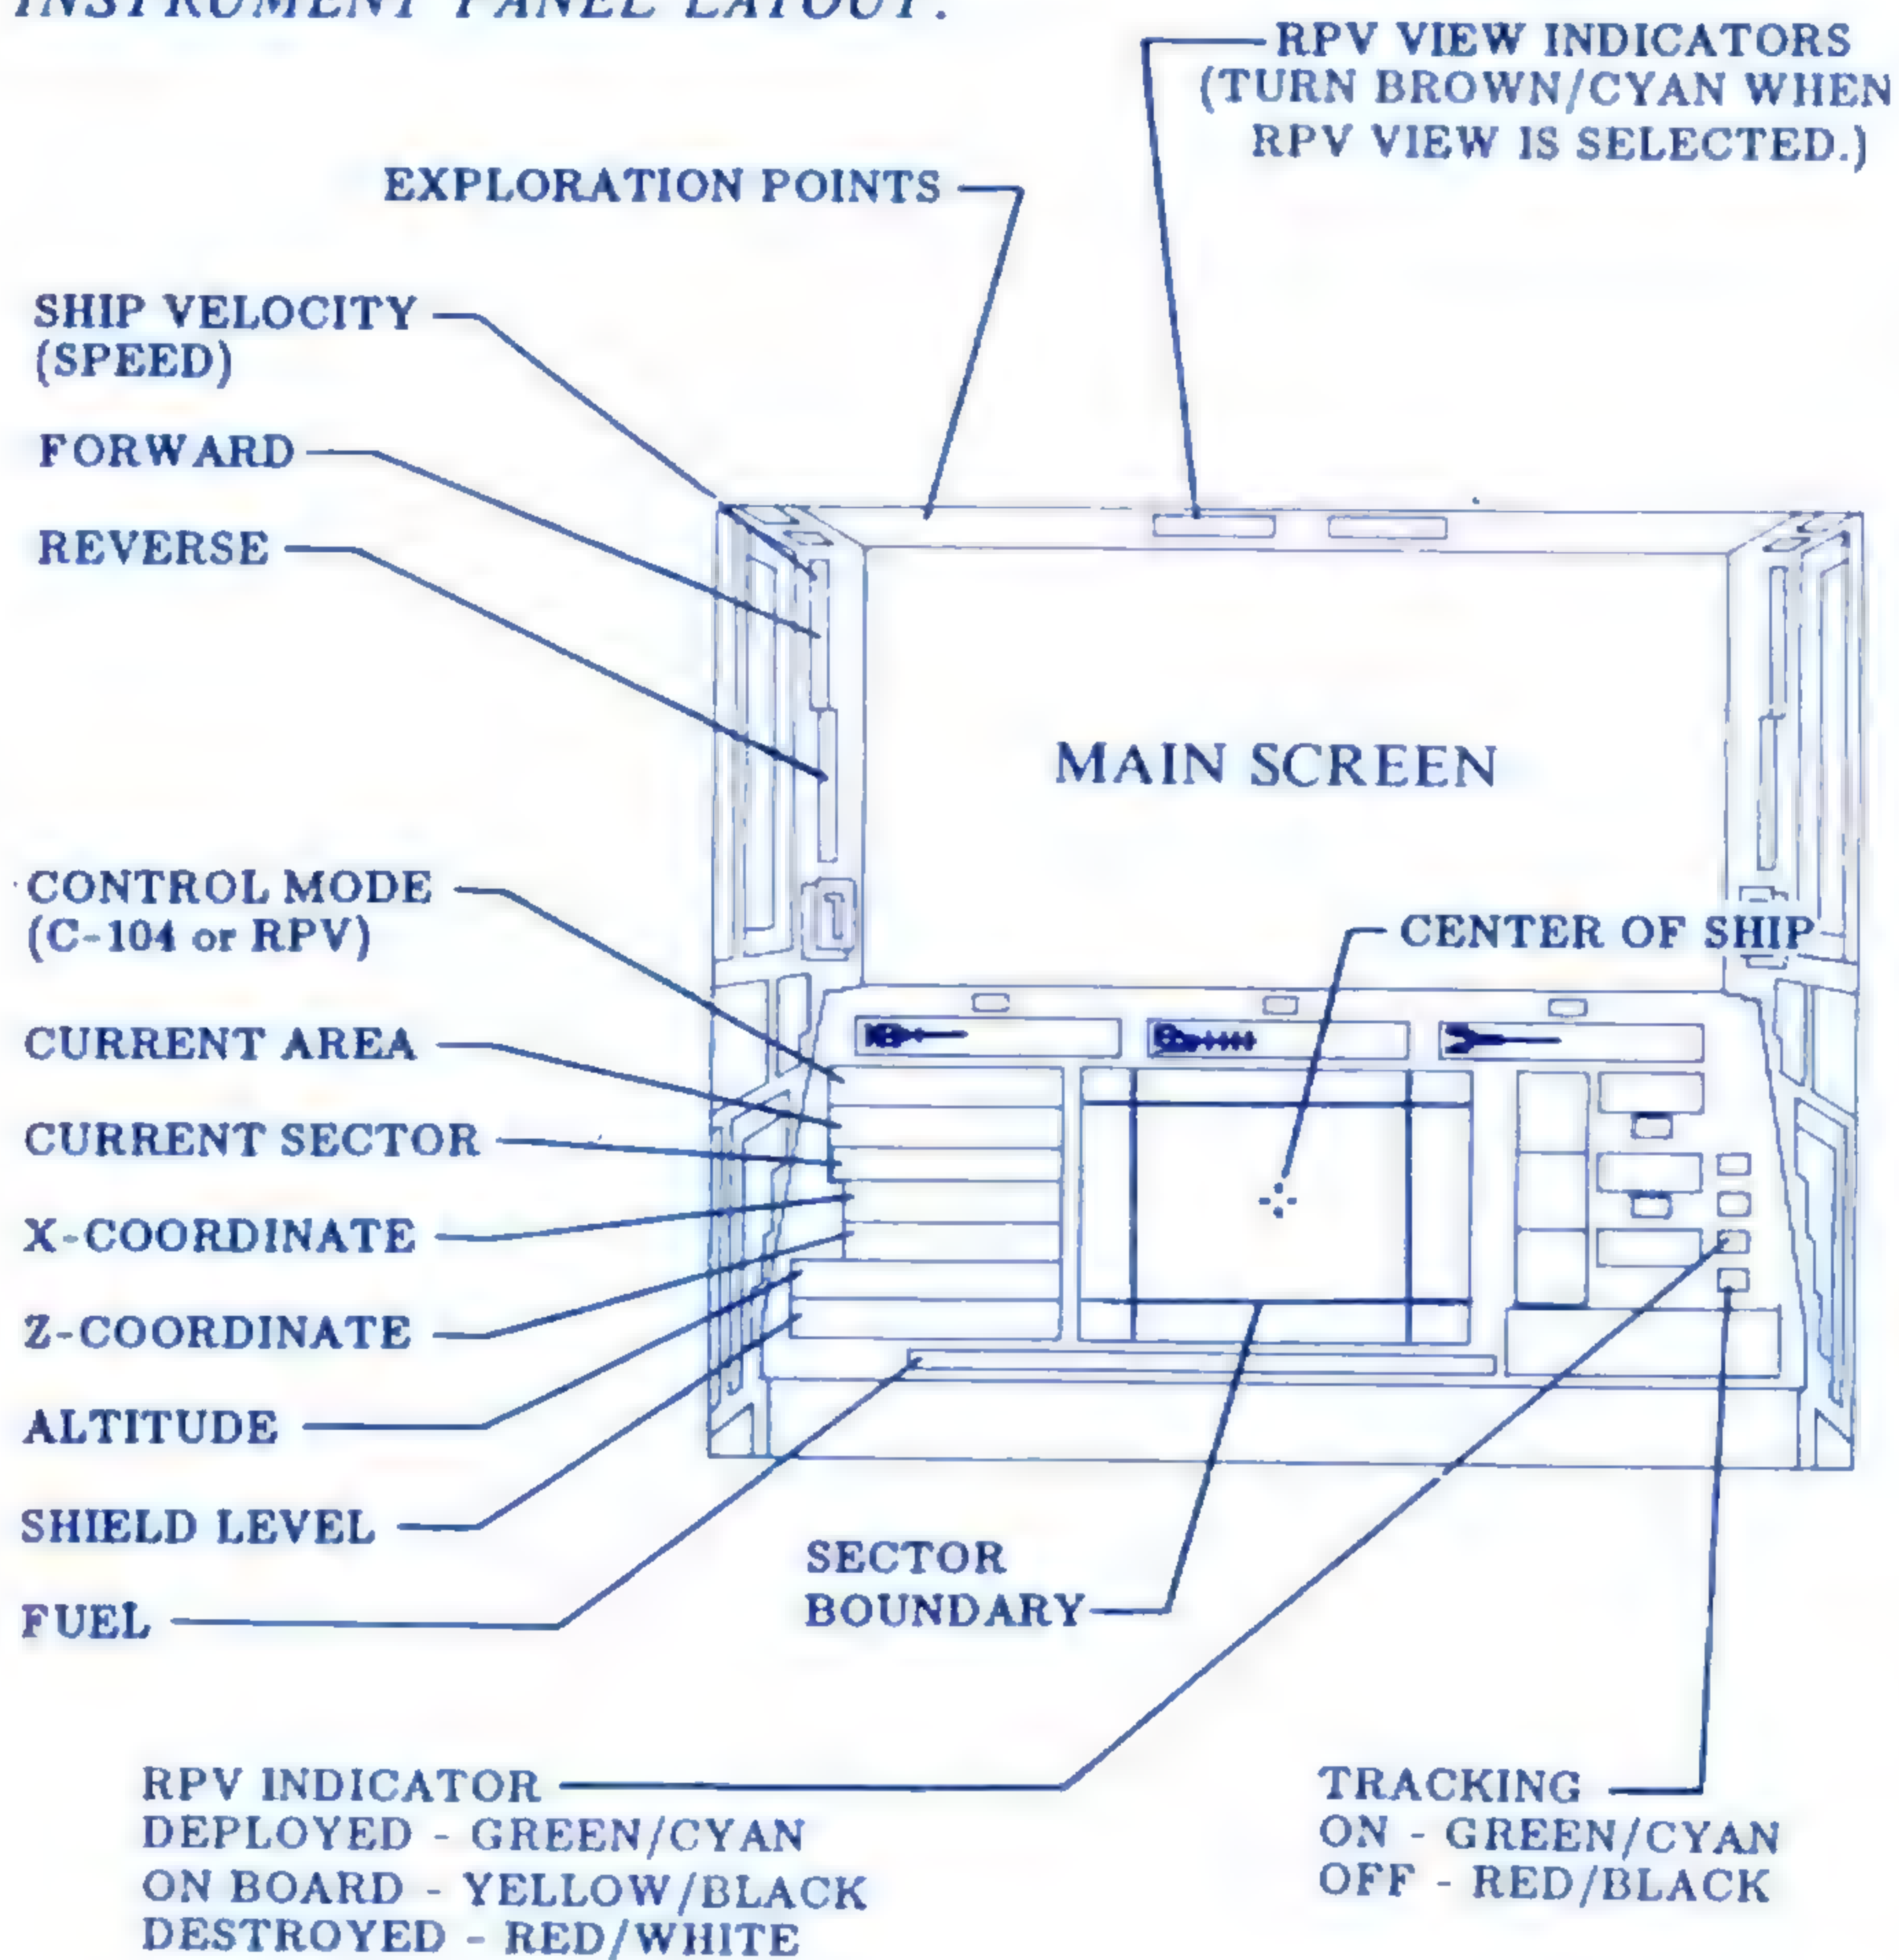 INSTRUMENT PANEL LAYOUT:
RPV VIEW INDICATORS
(TURN BROWN/CYAN WHEN
RPV VIEW IS SELECTED.)
EXPLORATION POINTS
SHIP VELOCITY
(SPEED)
FORWARD
REVERSE
MAIN SCREEN
CONTROL MODE
(C-104 or RPV)
CENTER OF SHIP
CURRENT AREA
CURRENT SECTOR
X-COORDINATE
Z-COORDINATE
ALTITUDE
SHIELD LEVEL
FUEL
SECTOR
BOUNDARY
RPV INDICATOR
DEPLOYED - GREEN/CYAN
ON BOARD - YELLOW/BLACK
DESTROYED - RED/WHITE
TRACKING
ON - GREEN/CYAN
OFF - RED/BLACK